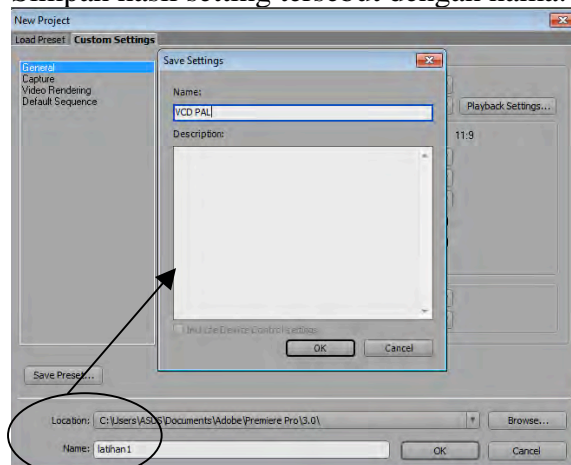 Simpan hasil setting tersebut dengan nama:
New Project
Load Preset Custom Settings
General
Capture
Video Rendering
Default Sequence
Save Settings
Name:
VCD PAL
Description:
Playback Settings...
11:9
OK Cancel
Save Preset...
Location: C:\Users\ASUS\Documents\Adobe\Premiere Pro\3.0\ Browse...
Name: latihan1 OK Cancel